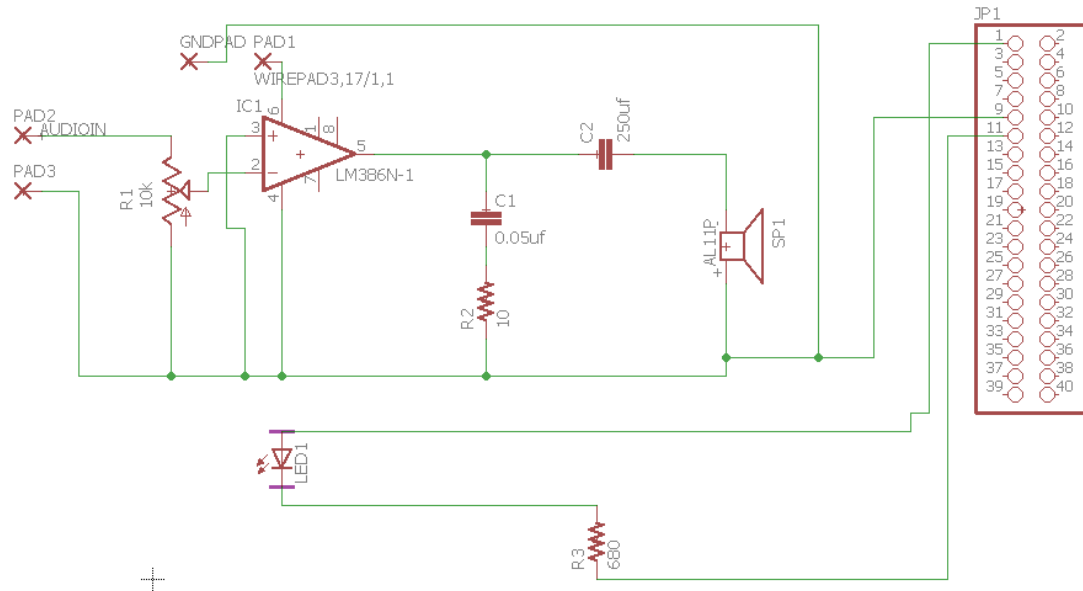 JP1
GNDPAD PAD1
WIREPAD3,17/1,1
PAD2
AUDIOIN
PAD3
IC1
6
3
1
8
2
5
7
4
LM386N-1
R1
10k
C2
250uf
C1
0.05uf
R2
10
AL11P
-
+
SP1
LED1
R3
680
1 2
3 4
5 6
7 8
9 10
11 12
13 14
15 16
17 18
19 20
21 22
23 24
25 26
27 28
29 30
31 32
33 34
35 36
37 38
39 40